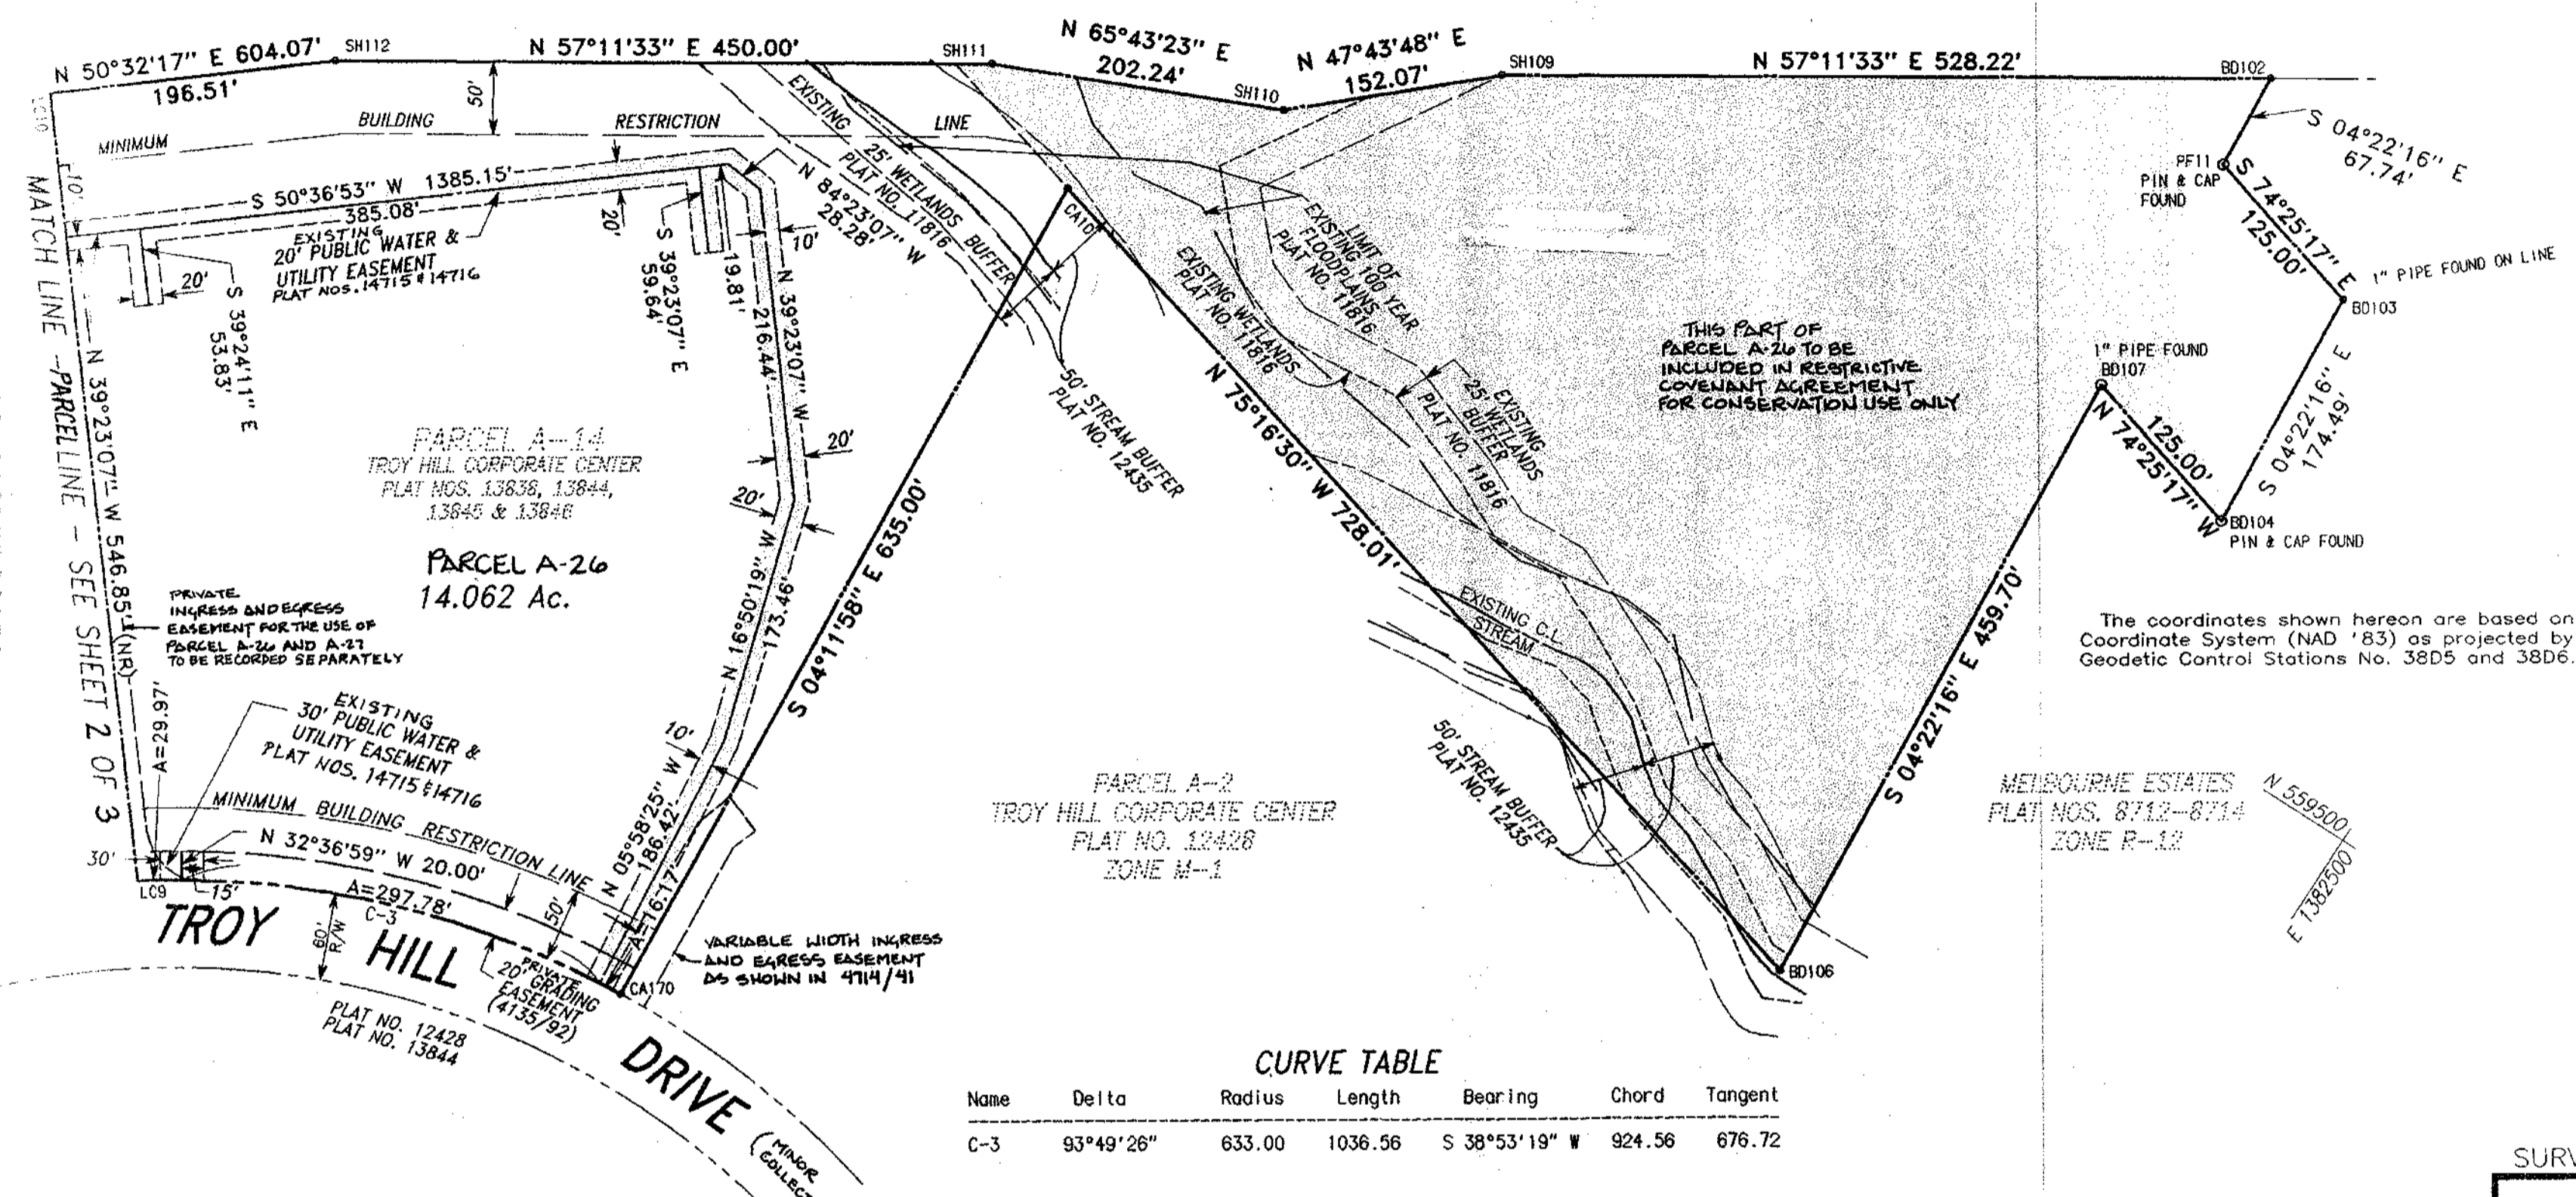 N 50°32'17" E 604.07'
196.51'
SH112
N 57°11'33" E 450.00'
SH111
N 65°43'23" E
202.24'
SH110
N 47°43'48" E
152.07'
SH109
N 57°11'33" E 528.22'
BD102
S 04°22'16" E
67.74'
PF11
PIN & CAP
FOUND
S 74°25'17" E
125.00'
1" PIPE FOUND ON LINE
BD103
S 04°22'16" E
174.49'
1" PIPE FOUND
BD107
125.00'
N 74°25'17" W
BD104
PIN & CAP FOUND
50'
MINIMUM BUILDING RESTRICTION LINE
MATCH LINE - PARCEL LINE - SEE SHEET 2 OF 3
10'
S 50°36'53" W 1385.15'
385.08'
20'
EXISTING
20' PUBLIC WATER &
UTILITY EASEMENT
PLAT NOS. 14715 & 14716
20'
S 39°24'11" E
53.83'
S 39°23'07" E
59.64'
19.81'
N 84°23'07" W
28.28'
10'
N 39°23'07" W
216.44'
20'
20'
N 16°50'19" W
173.46'
10'
N 05°58'25" W
186.42'
A=16.17'
EXISTING
25' WETLANDS BUFFER
PLAT NO. 11816
CA110
50' STREAM BUFFER
PLAT NO. 12435
LIMIT OF
EXISTING 100 YEAR
FLOODPLAINS
PLAT NO. 11816
EXISTING WETLANDS
PLAT NO. 11816
EXISTING
25' WETLANDS
BUFFER
PLAT NO. 11816
THIS PART OF
PARCEL A-26 TO BE
INCLUDED IN RESTRICTIVE
COVENANT AGREEMENT
FOR CONSERVATION USE ONLY
N 75°16'30" W 728.01'
S 04°11'58" E 635.00'
S 04°22'16" E 459.70'
N 39°23'07" W 546.85' (NR)
PARCEL A-14
TROY HILL CORPORATE CENTER
PLAT NOS. 13838, 13844,
13845 & 13846
PARCEL A-26
14.062 Ac.
PRIVATE
INGRESS AND EGRESS
EASEMENT FOR THE USE OF
PARCEL A-26 AND A-27
TO BE RECORDED SEPARATELY
A=29.97'
EXISTING
30' PUBLIC WATER &
UTILITY EASEMENT
PLAT NOS. 14715 & 14716
MINIMUM BUILDING RESTRICTION LINE
N 32°36'59" W 20.00'
30'
LC9
15'
A=297.78'
C-3
50'
60'
R/W
PRIVATE
20' GRADING
EASEMENT
(4135/92)
CA170
VARIABLE WIDTH INGRESS
AND EGRESS EASEMENT
AS SHOWN IN 4714/41
TROY HILL DRIVE
PLAT NO. 12428
PLAT NO. 13844
EXISTING C.L.
STREAM
50' STREAM BUFFER
PLAT NO. 12435
BD106
PARCEL A-2
TROY HILL CORPORATE CENTER
PLAT NO. 12428
ZONE M-1
The coordinates shown hereon are based on
Coordinate System (NAD '83) as projected by
Geodetic Control Stations No. 38D5 and 38D6.
MELBOURNE ESTATES
PLAT NOS. 8712-8714
ZONE R-12
N 559500
E 1382500
CURVE TABLE
Name Delta Radius Length Bearing Chord Tangent
C-3 93°49'26" 633.00 1036.56 S 38°53'19" W 924.56 676.72
(MINOR
SURV